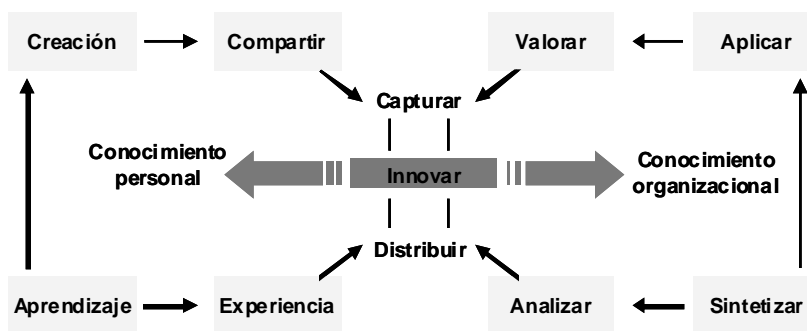 Creación
Compartir
Valorar
Aplicar
Capturar
Conocimiento
personal
Innovar
Conocimiento
organizacional
Distribuir
Aprendizaje
Experiencia
Analizar
Sintetizar